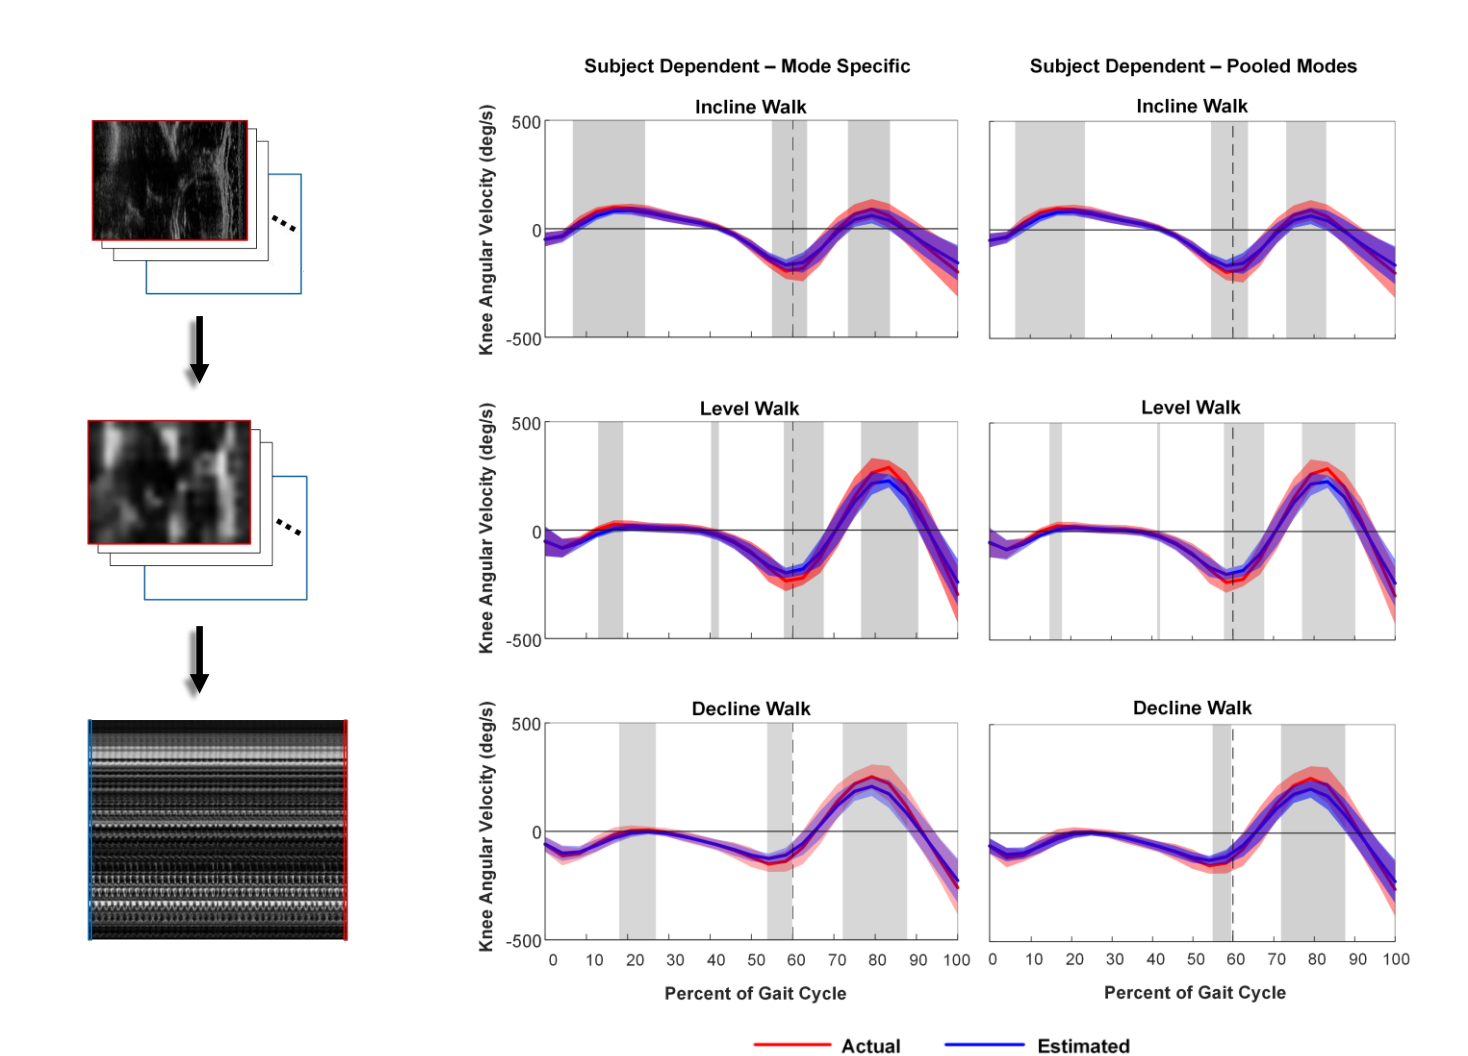 Subject Dependent – Mode Specific
Subject Dependent – Pooled Modes
Incline Walk
Incline Walk
Knee Angular Velocity (deg/s)
500
0
-500
Level Walk
Level Walk
Knee Angular Velocity (deg/s)
500
0
-500
Decline Walk
Decline Walk
Knee Angular Velocity (deg/s)
500
0
-500
0 10 20 30 40 50 60 70 80 90 100
0 10 20 30 40 50 60 70 80 90 100
Percent of Gait Cycle
Percent of Gait Cycle
Actual
Estimated